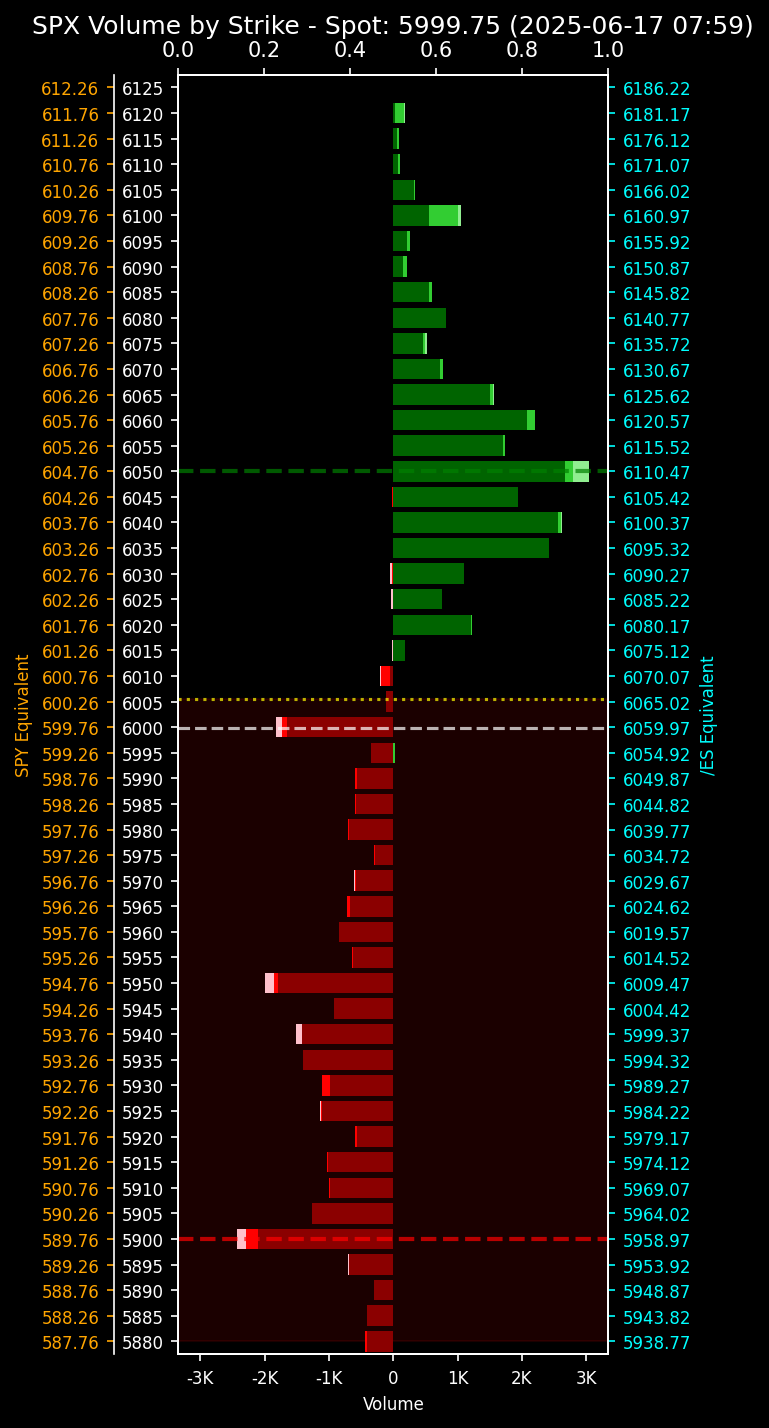 SPX Volume by Strike - Spot: 5999.75 (2025-06-17 07:59)
0.0 0.2 0.4 0.6 0.8 1.0
612.26 6125 6186.22
611.76 6120 6181.17
611.26 6115 6176.12
610.76 6110 6171.07
610.26 6105 6166.02
609.76 6100 6160.97
609.26 6095 6155.92
608.76 6090 6150.87
608.26 6085 6145.82
607.76 6080 6140.77
607.26 6075 6135.72
606.76 6070 6130.67
606.26 6065 6125.62
605.76 6060 6120.57
605.26 6055 6115.52
604.76 6050 6110.47
604.26 6045 6105.42
603.76 6040 6100.37
603.26 6035 6095.32
602.76 6030 6090.27
602.26 6025 6085.22
601.76 6020 6080.17
601.26 6015 6075.12
600.76 6010 6070.07
600.26 6005 6065.02
599.76 6000 6059.97
599.26 5995 6054.92
598.76 5990 6049.87
598.26 5985 6044.82
597.76 5980 6039.77
597.26 5975 6034.72
596.76 5970 6029.67
596.26 5965 6024.62
595.76 5960 6019.57
595.26 5955 6014.52
594.76 5950 6009.47
594.26 5945 6004.42
593.76 5940 5999.37
593.26 5935 5994.32
592.76 5930 5989.27
592.26 5925 5984.22
591.76 5920 5979.17
591.26 5915 5974.12
590.76 5910 5969.07
590.26 5905 5964.02
589.76 5900 5958.97
589.26 5895 5953.92
588.76 5890 5948.87
588.26 5885 5943.82
587.76 5880 5938.77
SPY Equivalent
/ES Equivalent
-3K -2K -1K 0 1K 2K 3K
Volume